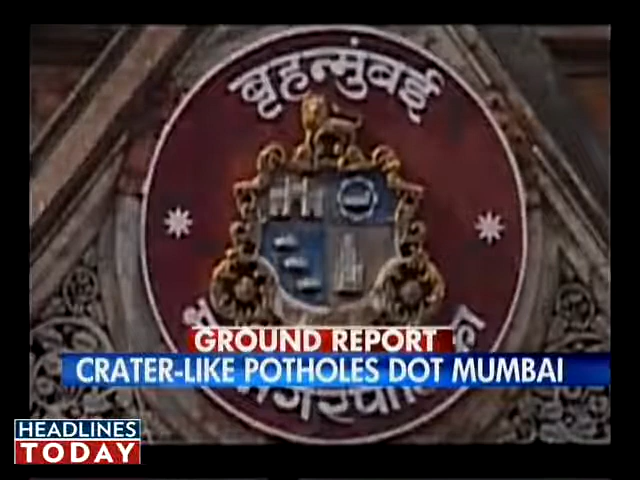 बृहन्मुंबई
GROUND REPORT
CRATER-LIKE POTHOLES DOT MUMBAI
HEADLINES
TODAY